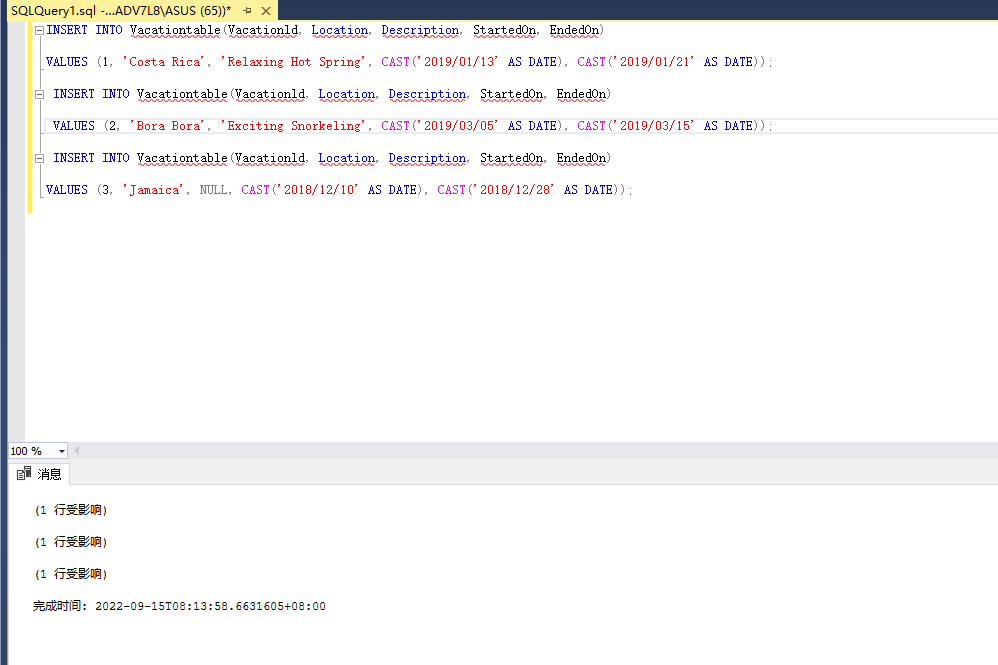 SQLQuery1.sql -...ADV7L8\ASUS (65))*
INSERT INTO Vacationtable(VacationId, Location, Description, StartedOn, EndedOn)
VALUES (1, 'Costa Rica', 'Relaxing Hot Spring', CAST('2019/01/13' AS DATE), CAST('2019/01/21' AS DATE));
INSERT INTO Vacationtable(VacationId, Location, Description, StartedOn, EndedOn)
VALUES (2, 'Bora Bora', 'Exciting Snorkeling', CAST('2019/03/05' AS DATE), CAST('2019/03/15' AS DATE));
INSERT INTO Vacationtable(VacationId, Location, Description, StartedOn, EndedOn)
VALUES (3, 'Jamaica', NULL, CAST('2018/12/10' AS DATE), CAST('2018/12/28' AS DATE));
100 %
消息
(1 行受影响)
(1 行受影响)
(1 行受影响)
完成时间: 2022-09-15T08:13:58.6631605+08:00